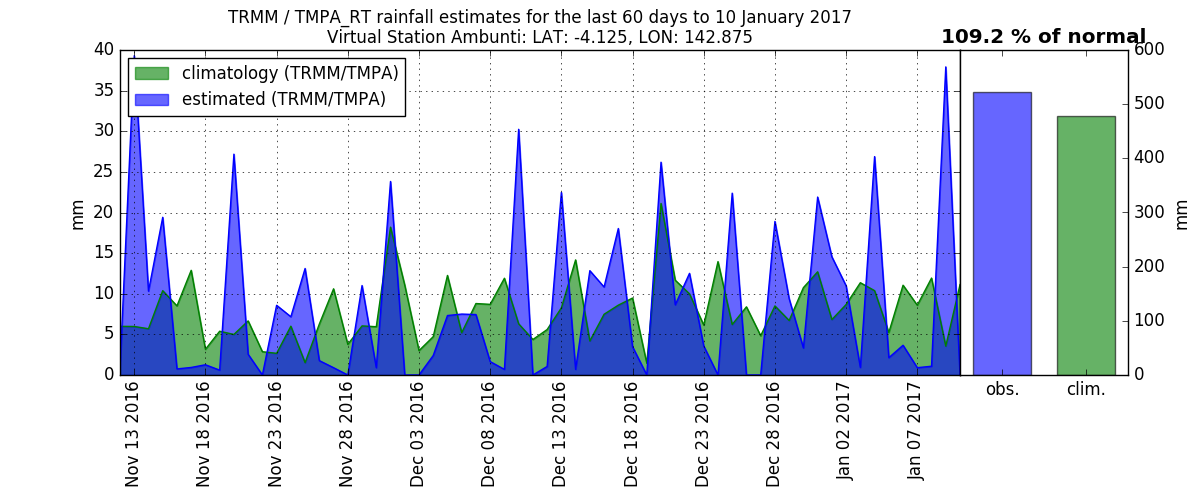 TRMM / TMPA_RT rainfall estimates for the last 60 days to 10 January 2017
Virtual Station Ambunti: LAT: -4.125, LON: 142.875
109.2 % of normal
climatology (TRMM/TMPA)
estimated (TRMM/TMPA)
40
35
30
25
20
15
10
5
0
mm
Nov 13 2016
Nov 18 2016
Nov 23 2016
Nov 28 2016
Dec 03 2016
Dec 08 2016
Dec 13 2016
Dec 18 2016
Dec 23 2016
Dec 28 2016
Jan 02 2017
Jan 07 2017
600
500
400
300
200
100
0
mm
obs.
clim.